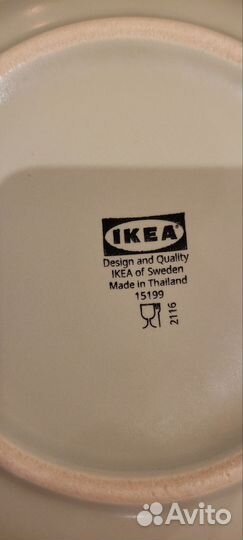 IKEA
Design and Quality
IKEA of Sweden
Made in Thailand
15199
2116
Avito